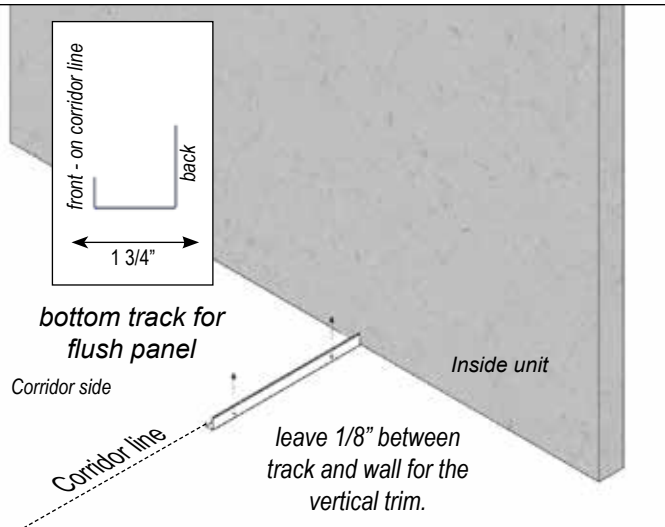 front - on corridor line
back
1 3/4”
bottom track for
flush panel
Corridor side
Inside unit
Corridor line
leave 1/8” between
track and wall for the
vertical trim.